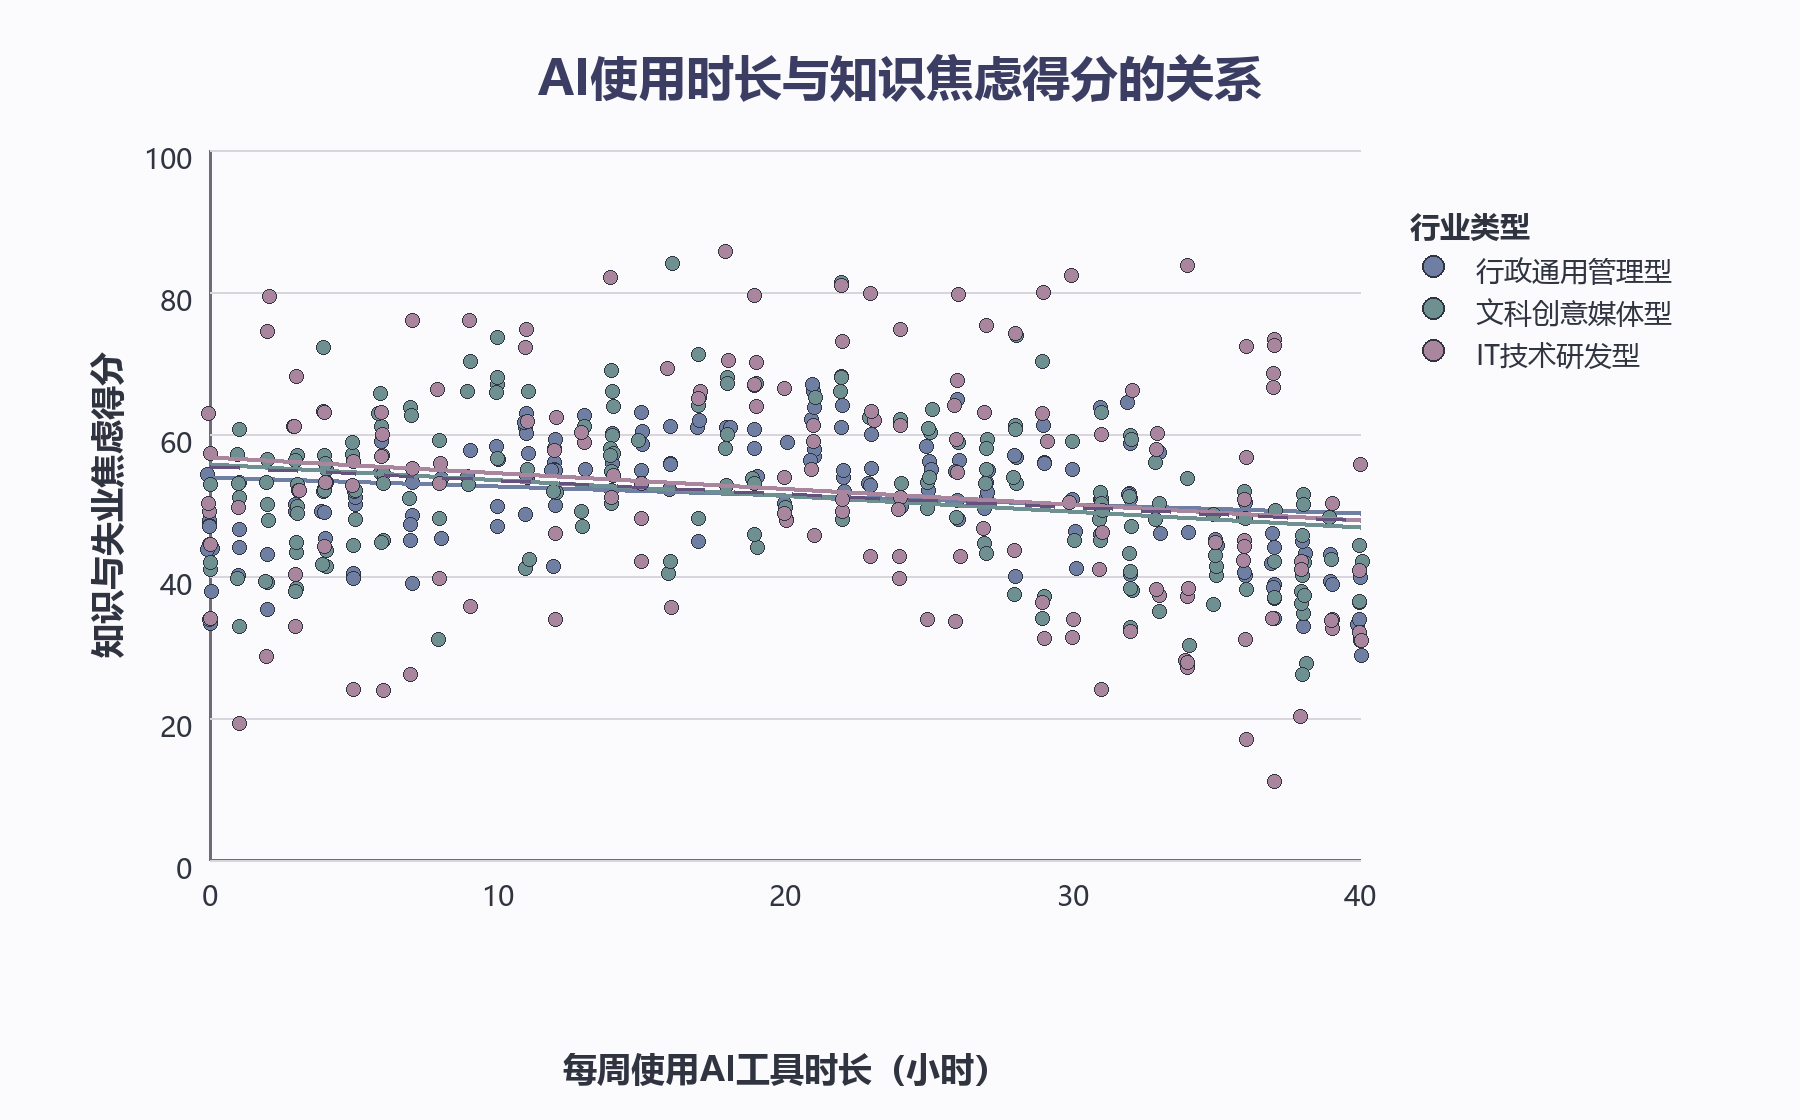 AI使用时长与知识焦虑得分的关系
知识与失业焦虑得分
100
80
60
40
20
0
0 10 20 30 40
每周使用AI工具时长（小时）
行业类型
行政通用管理型
文科创意媒体型
IT技术研发型